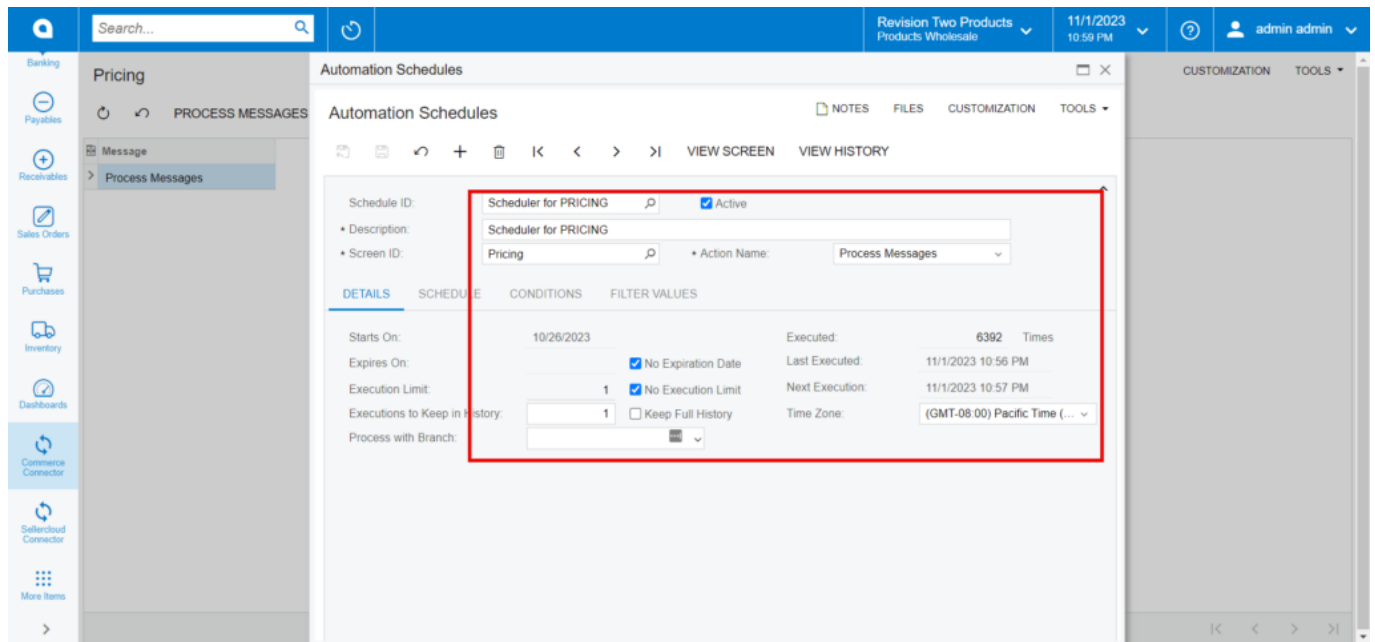 Search...
Revision Two Products
Products Wholesale
11/1/2023
10:59 PM
admin admin
Banking
Payables
Receivables
Sales Orders
Purchases
Inventory
Dashboards
Commerce
Connector
Sellercloud
Connector
More Items
Pricing
PROCESS MESSAGES
Message
Process Messages
CUSTOMIZATION TOOLS
Automation Schedules
Automation Schedules
NOTES FILES CUSTOMIZATION TOOLS
VIEW SCREEN VIEW HISTORY
Schedule ID: Scheduler for PRICING Active
* Description: Scheduler for PRICING
* Screen ID: Pricing * Action Name: Process Messages
DETAILS SCHEDULE CONDITIONS FILTER VALUES
Starts On: 10/26/2023 Executed: 6392 Times
Expires On: No Expiration Date Last Executed: 11/1/2023 10:56 PM
Execution Limit: 1 No Execution Limit Next Execution: 11/1/2023 10:57 PM
Executions to Keep in History: 1 Keep Full History Time Zone: (GMT-08:00) Pacific Time (...
Process with Branch: